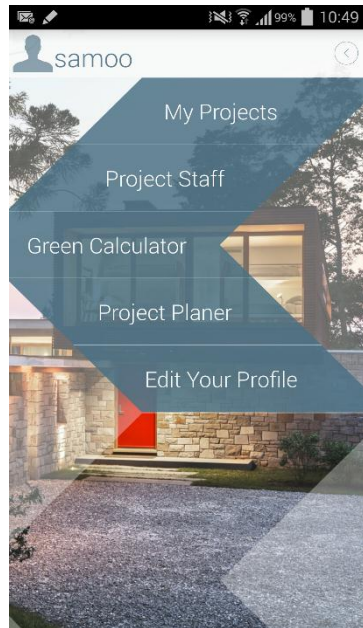 99% 10:49
samoo
My Projects
Project Staff
Green Calculator
Project Planer
Edit Your Profile